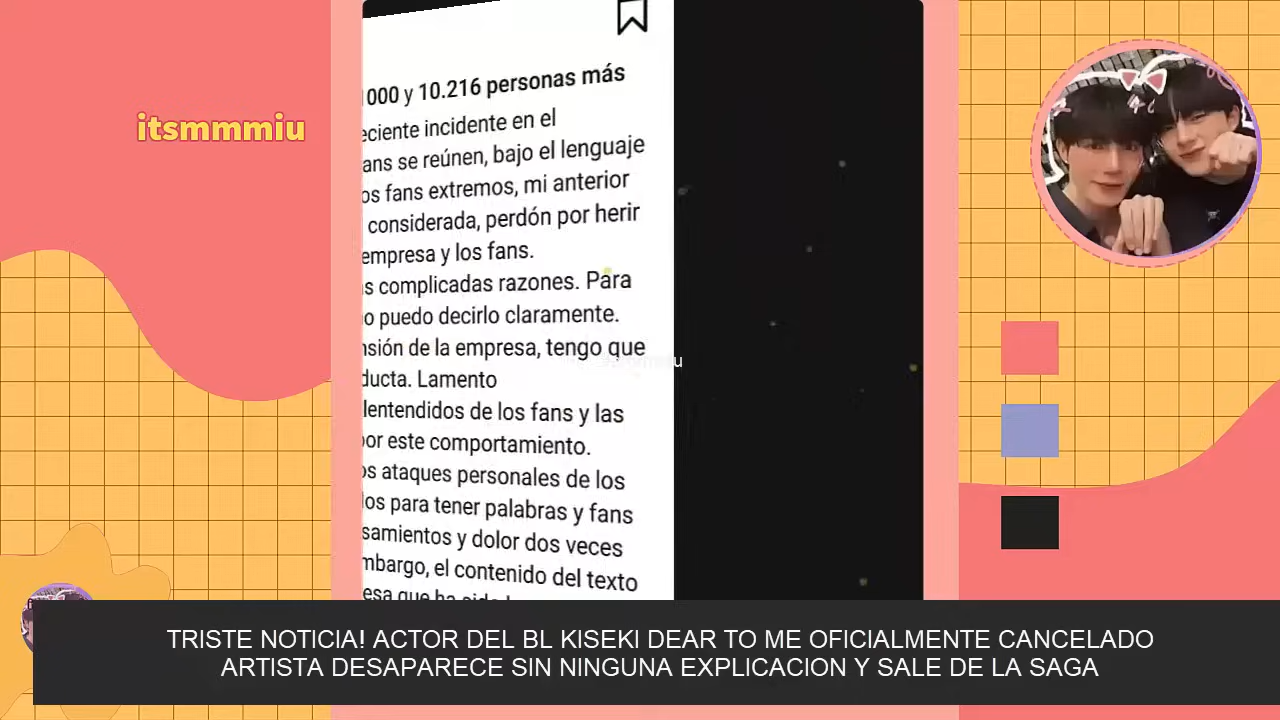 itsmmmiu
000 y 10.216 personas más
eciente incidente en el
ans se reúnen, bajo el lenguaje
os fans extremos, mi anterior
considerada, perdón por herir
empresa y los fans.
s complicadas razones. Para
o puedo decirlo claramente.
nsión de la empresa, tengo que
ducta. Lamento
lentendidos de los fans y las
por este comportamiento.
os ataques personales de los
los para tener palabras y fans
samientos y dolor dos veces
mbargo, el contenido del texto
TRISTE NOTICIA! ACTOR DEL BL KISEKI DEAR TO ME OFICIALMENTE CANCELADO
ARTISTA DESAPARECE SIN NINGUNA EXPLICACION Y SALE DE LA SAGA